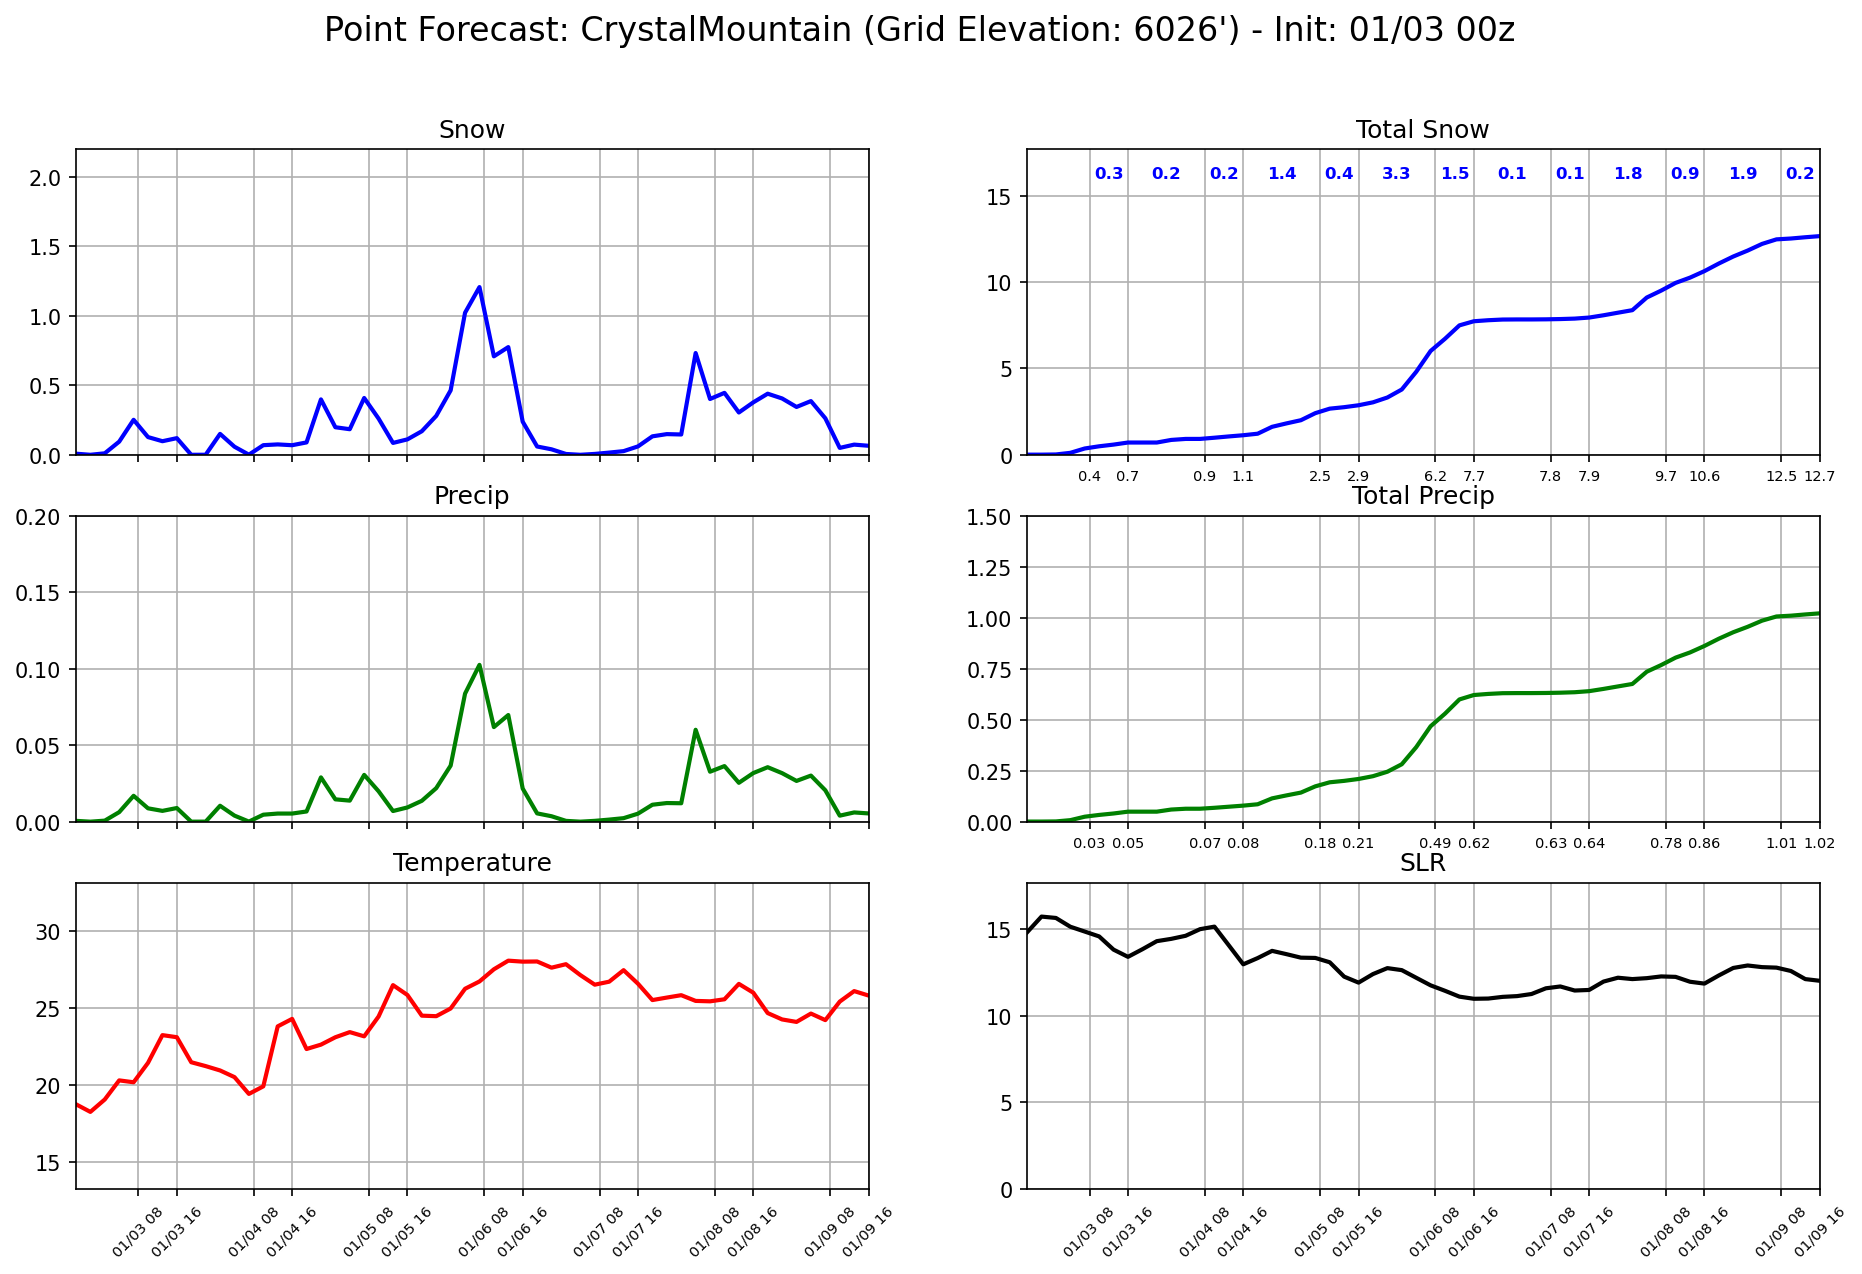 Point Forecast: CrystalMountain (Grid Elevation: 6026') - Init: 01/03 00z
Snow
2.0
1.5
1.0
0.5
0.0
Total Snow
0.3 0.2 0.2 1.4 0.4 3.3 1.5 0.1 0.1 1.8 0.9 1.9 0.2
15
10
5
0
0.4 0.7 0.9 1.1 2.5 2.9 6.2 7.7 7.8 7.9 9.7 10.6 12.5 12.7
Precip
0.20
0.15
0.10
0.05
0.00
Total Precip
1.50
1.25
1.00
0.75
0.50
0.25
0.00
0.03 0.05 0.07 0.08 0.18 0.21 0.49 0.62 0.63 0.64 0.78 0.86 1.01 1.02
Temperature
30
25
20
15
01/03 08 01/03 16 01/04 08 01/04 16 01/05 08 01/05 16 01/06 08 01/06 16 01/07 08 01/07 16 01/08 08 01/08 16 01/09 08 01/09 16
SLR
15
10
5
0
01/03 08 01/03 16 01/04 08 01/04 16 01/05 08 01/05 16 01/06 08 01/06 16 01/07 08 01/07 16 01/08 08 01/08 16 01/09 08 01/09 16